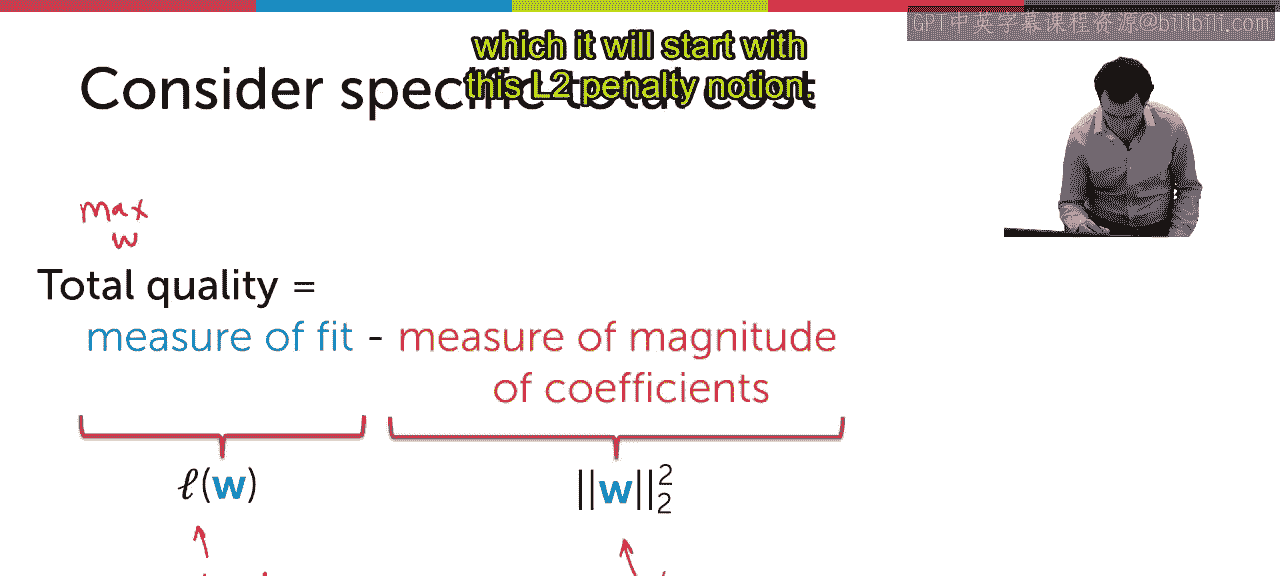 GPT中英字幕课程资源@bilibili.com
which it will start with
this L2 penalty notion.
Consider specific total cost
max
w
Total quality =
measure of fit - measure of magnitude
of coefficients
ℓ(w) ||w||₂²